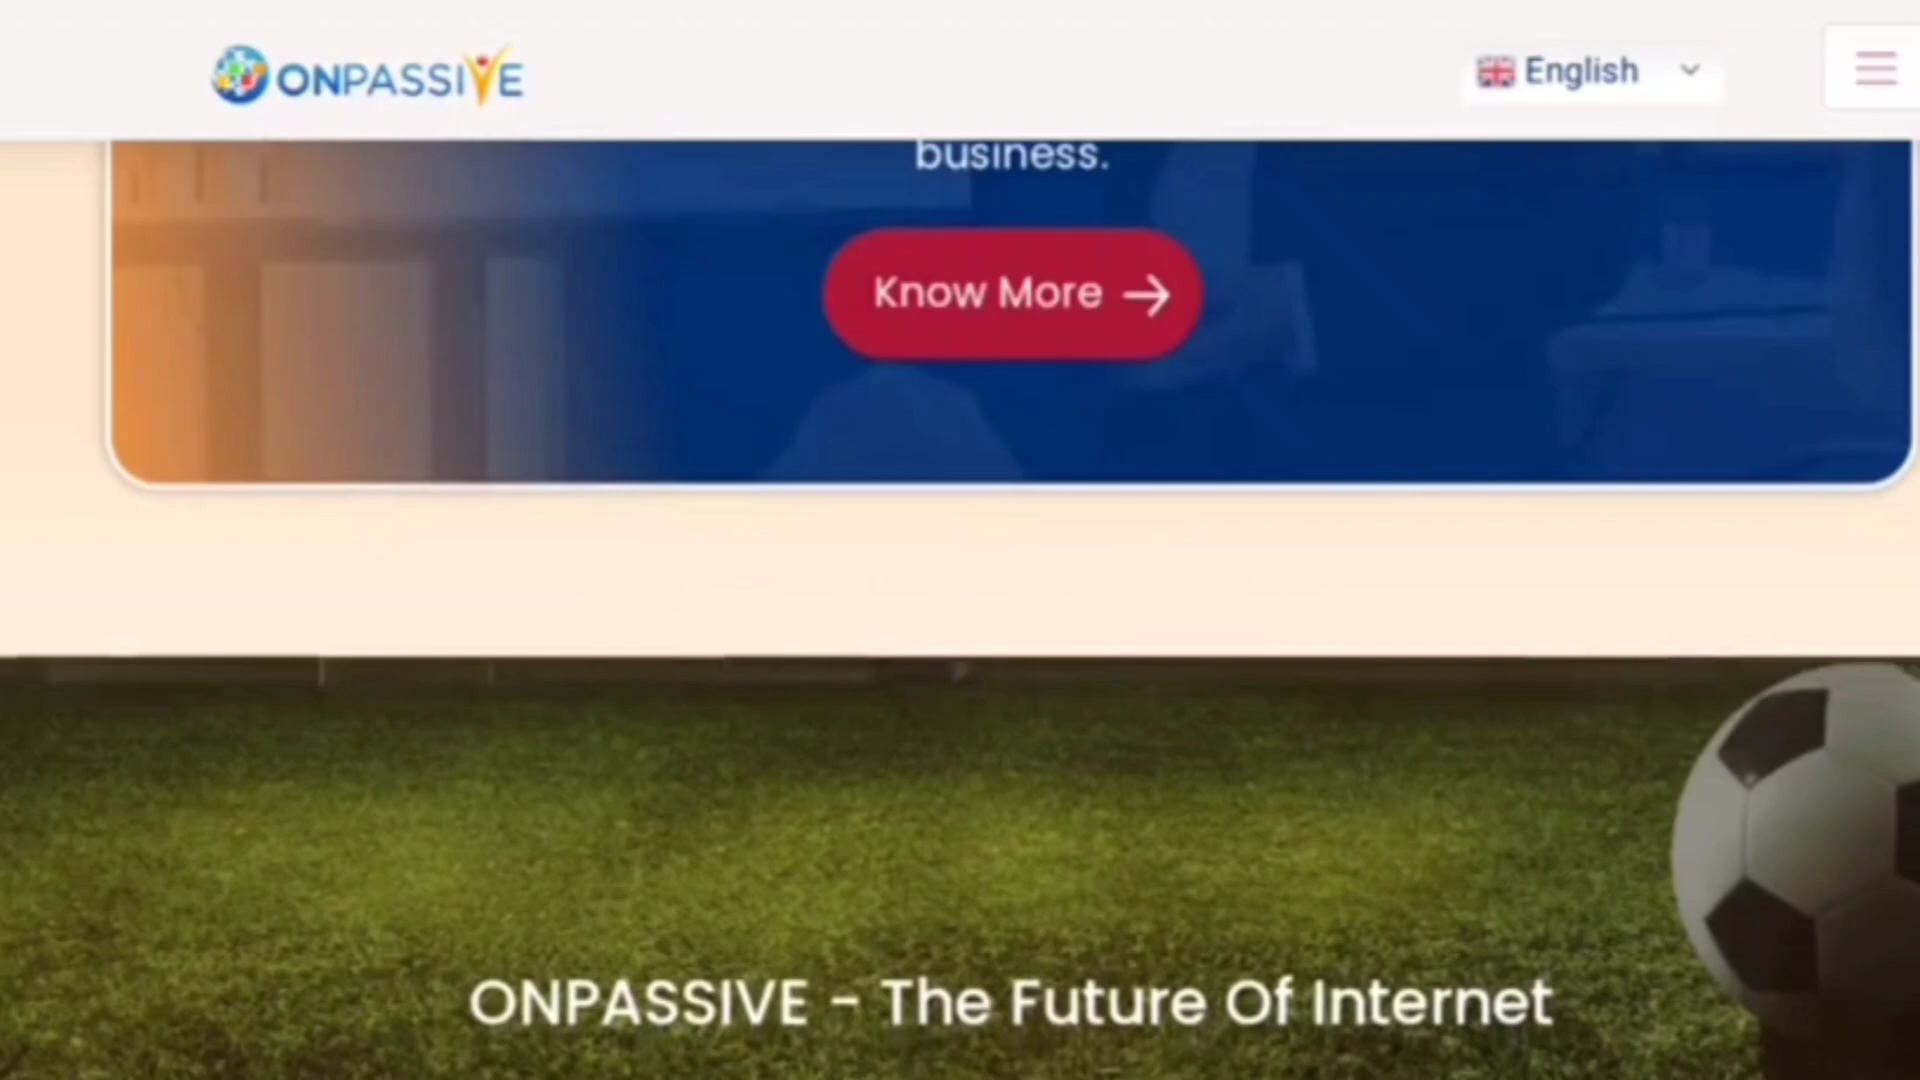 ONPASSIVE
English
business.
Know More
ONPASSIVE - The Future Of Internet